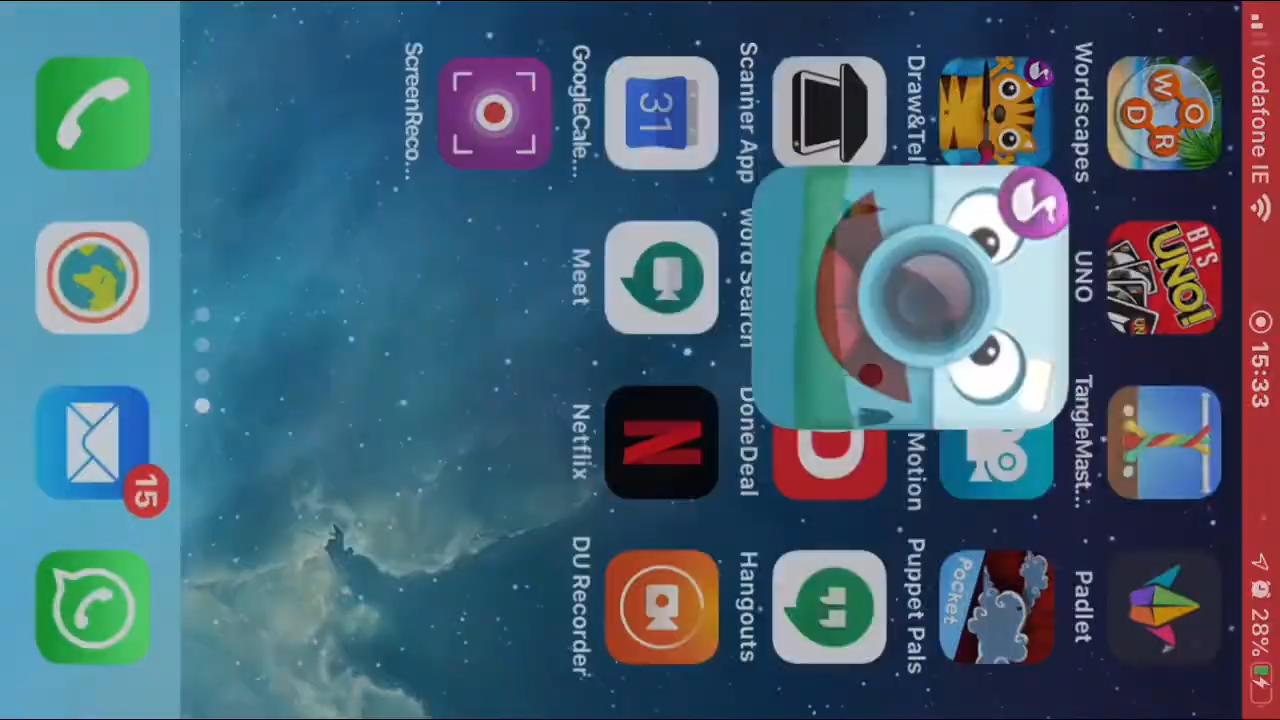 vodafone IE 15:33 28%
W O R D
BTS
UNO!
UN
Wordscapes UNO TangleMast... Padlet
POCKET
Draw&Tel Motion Puppet Pals
D
Scanner App Word Search DoneDeal Hangouts
31
N
GoogleCale... Meet Netflix DU Recorder
ScreenReco...
15